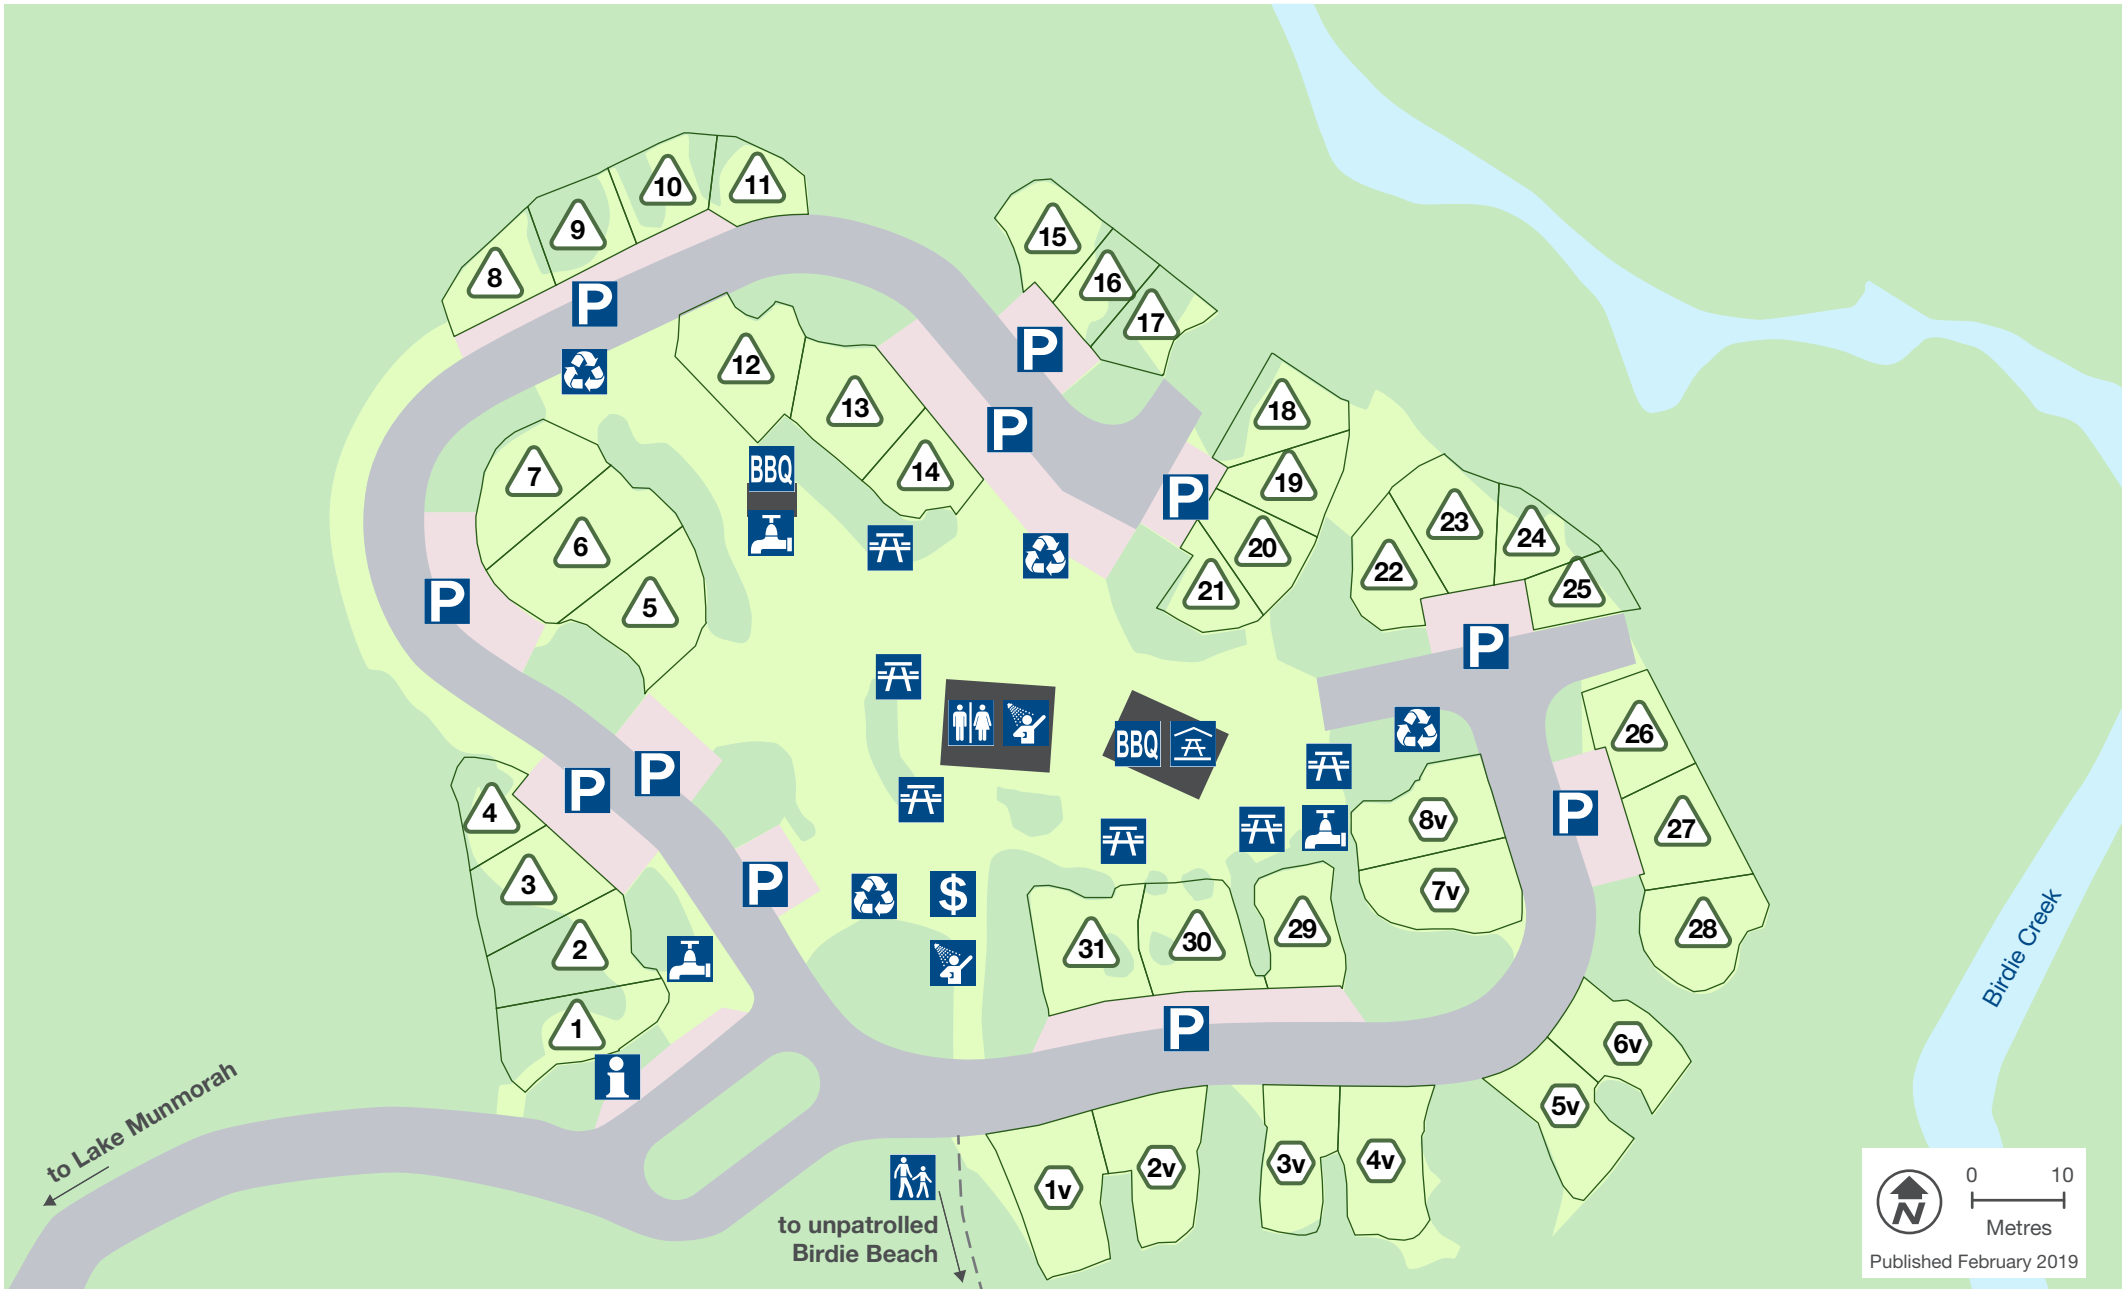 11
10
15
9
8
16
17
P
P
12
13
18
P
14
BBQ
7
19
P
23
24
20
6
22
25
21
P
5
P
26
BBQ
P
P
4
P
8v
27
3
P
$
7v
29
28
2
31
30
Birdie Creek
1
P
6v
i
5v
to Lake Munmorah
2v
3v
4v
1v
to unpatrolled
Birdie Beach
N
0 10
Metres
Published February 2019